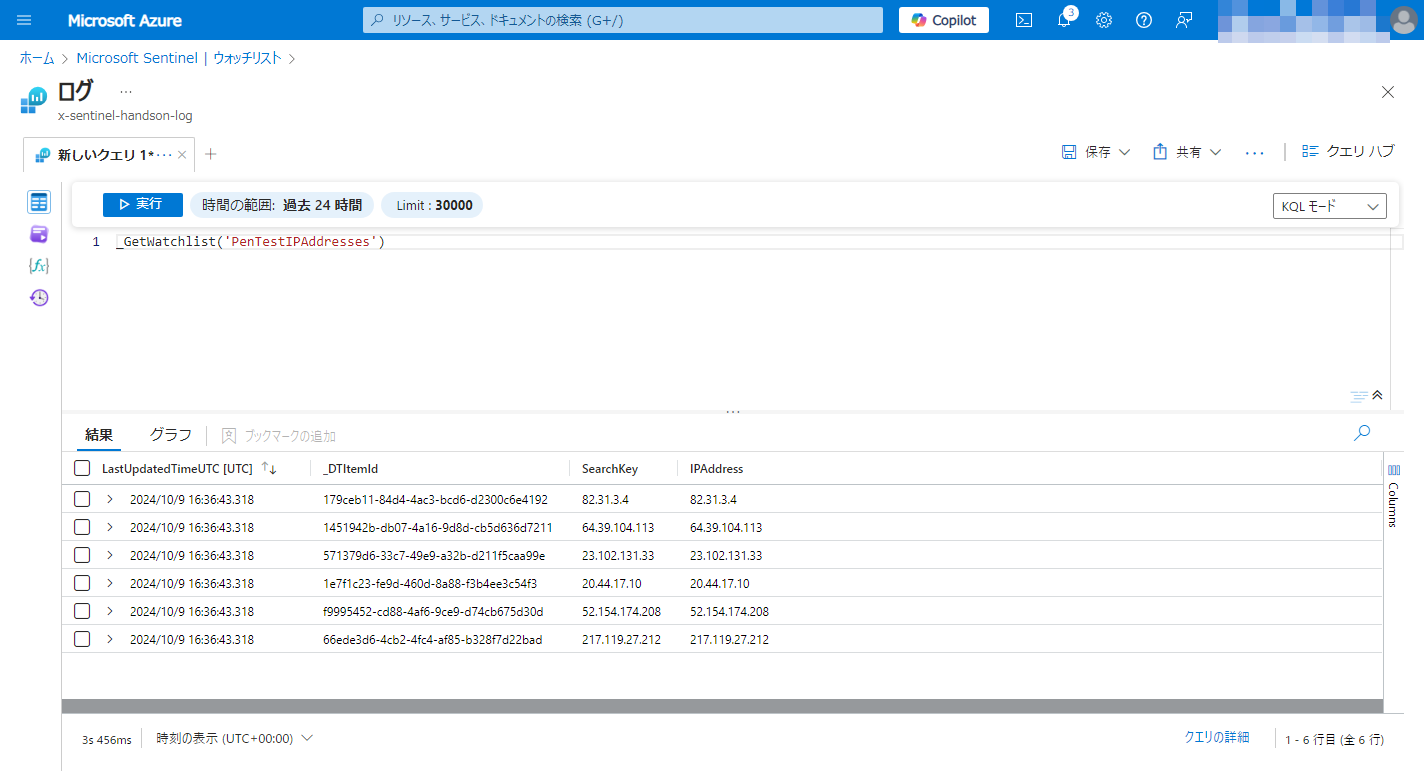 Microsoft Azure
リソース、サービス、ドキュメントの検索 (G+/)
Copilot
3
ホーム > Microsoft Sentinel | ウォッチリスト >
ログ ...
x-sentinel-handson-log
新しいクエリ 1*...
保存
共有
...
クエリ ハブ
実行
時間の範囲: 過去 24 時間
Limit : 30000
KQL モード
1 _GetWatchlist('PenTestIPAddresses')
結果
グラフ
ブックマークの追加
LastUpdatedTimeUTC [UTC] _DTItemId SearchKey IPAddress
2024/10/9 16:36:43.318 179ceb11-84d4-4ac3-bcd6-d2300c6e4192 82.31.3.4 82.31.3.4
2024/10/9 16:36:43.318 1451942b-db07-4a16-9d8d-cb5d636d7211 64.39.104.113 64.39.104.113
2024/10/9 16:36:43.318 571379d6-33c7-49e9-a32b-d211f5caa99e 23.102.131.33 23.102.131.33
2024/10/9 16:36:43.318 1e7f1c23-fe9d-460d-8a88-f3b4ee3c54f3 20.44.17.10 20.44.17.10
2024/10/9 16:36:43.318 f9995452-cd88-4af6-9ce9-d74cb675d30d 52.154.174.208 52.154.174.208
2024/10/9 16:36:43.318 66ede3d6-4cb2-4fc4-af85-b328f7d22bad 217.119.27.212 217.119.27.212
Columns
3s 456ms
時刻の表示 (UTC+00:00)
クエリの詳細
1 - 6 行目 (全 6 行)